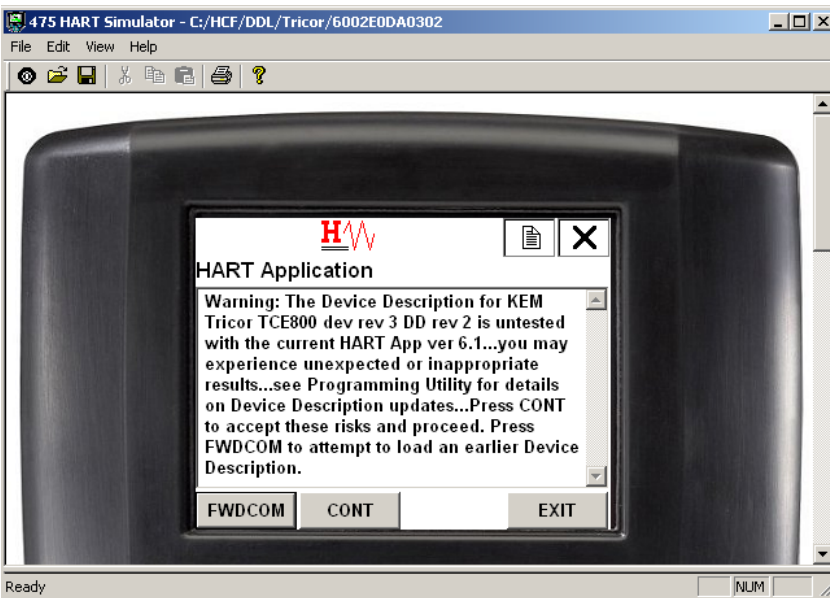 475 HART Simulator - C:/HCF/DDL/Tricor/6002E0DA0302
File Edit View Help
H
HART Application
Warning: The Device Description for KEM
Tricor TCE800 dev rev 3 DD rev 2 is untested
with the current HART App ver 6.1...you may
experience unexpected or inappropriate
results...see Programming Utility for details
on Device Description updates...Press CONT
to accept these risks and proceed. Press
FWDCOM to attempt to load an earlier Device
Description.
FWDCOM CONT EXIT
Ready NUM